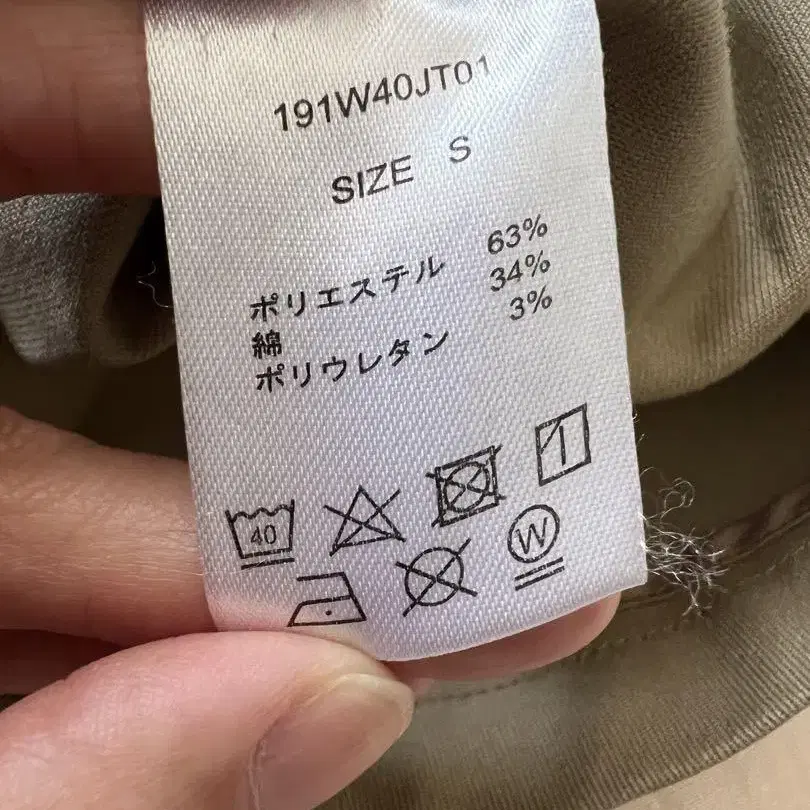 191W40JT01
SIZE S
ポリエステル 63%
綿 34%
ポリウレタン 3%
40
W